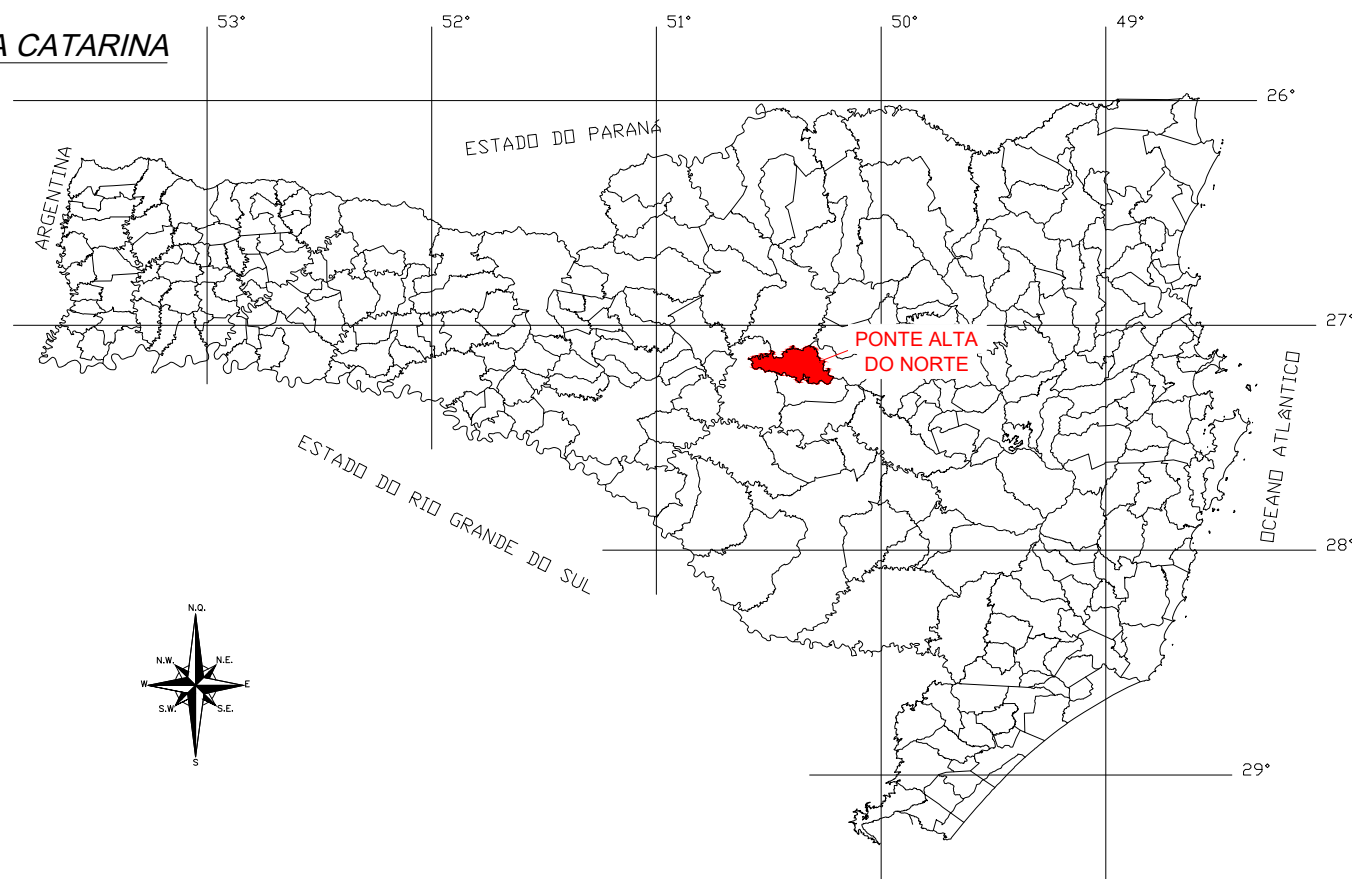 53°
52°
51°
50°
49°
A CATARINA
26°
ESTADO DO PARANÁ
ARGENTINA
27°
PONTE ALTA
DO NORTE
OCEANO ATLÂNTICO
ESTADO DO RIO GRANDE DO SUL
28°
N.Q.
N.W.
N.E.
W
E
S.W.
S.E.
S
29°